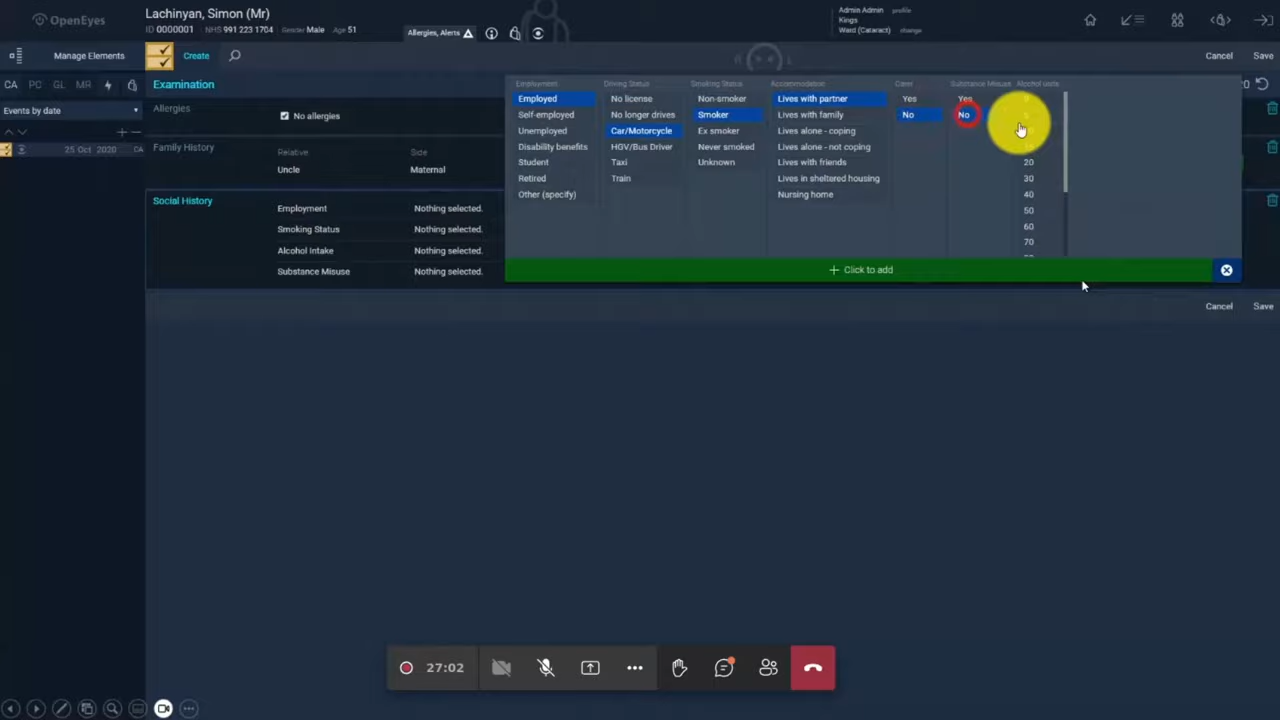 OpenEyes
Lachinyan, Simon (Mr)
ID 0000001 NHS 991 223 1704 Gender Male Age 51
Allergies, Alerts
Admin Admin profile
Kings
Ward (Cataract) change
Manage Elements
Create
Cancel Save
CA PC GL MR
Examination
Events by date
25 Oct 2020 CA
Allergies
No allergies
Family History
Relative Side
Uncle Maternal
Social History
Employment Nothing selected.
Smoking Status Nothing selected.
Alcohol Intake Nothing selected.
Substance Misuse Nothing selected.
Employment
Employed
Self-employed
Unemployed
Disability benefits
Student
Retired
Other (specify)
Driving Status
No license
No longer drives
Car/Motorcycle
HGV/Bus Driver
Taxi
Train
Smoking Status
Non-smoker
Smoker
Ex smoker
Never smoked
Unknown
Accommodation
Lives with partner
Lives with family
Lives alone - coping
Lives alone - not coping
Lives with friends
Lives in sheltered housing
Nursing home
Carer
Yes
No
Substance Misuse
Yes
No
Alcohol units
20
30
40
50
60
70
Click to add
Cancel Save
27:02